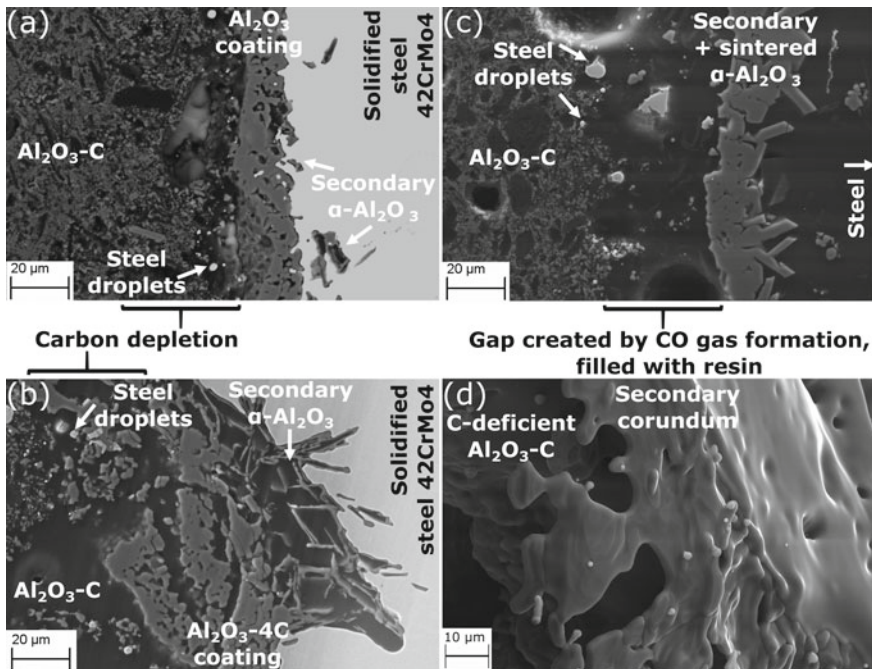 (a)
Al₂O₃
coating
Solidified
steel
42CrMo4
Al₂O₃-C
Secondary
α-Al₂O₃
Steel
droplets
20 µm
(c)
Steel
droplets
Secondary
+ sintered
α-Al₂O₃
Al₂O₃-C
Steel
20 µm
Carbon depletion
Gap created by CO gas formation,
filled with resin
(b)
Steel
droplets
Secondary
α-Al₂O₃
Solidified
steel 42CrMo4
Al₂O₃-C
Al₂O₃-4C
coating
20 µm
(d)
C-deficient
Al₂O₃-C
Secondary
corundum
10 µm